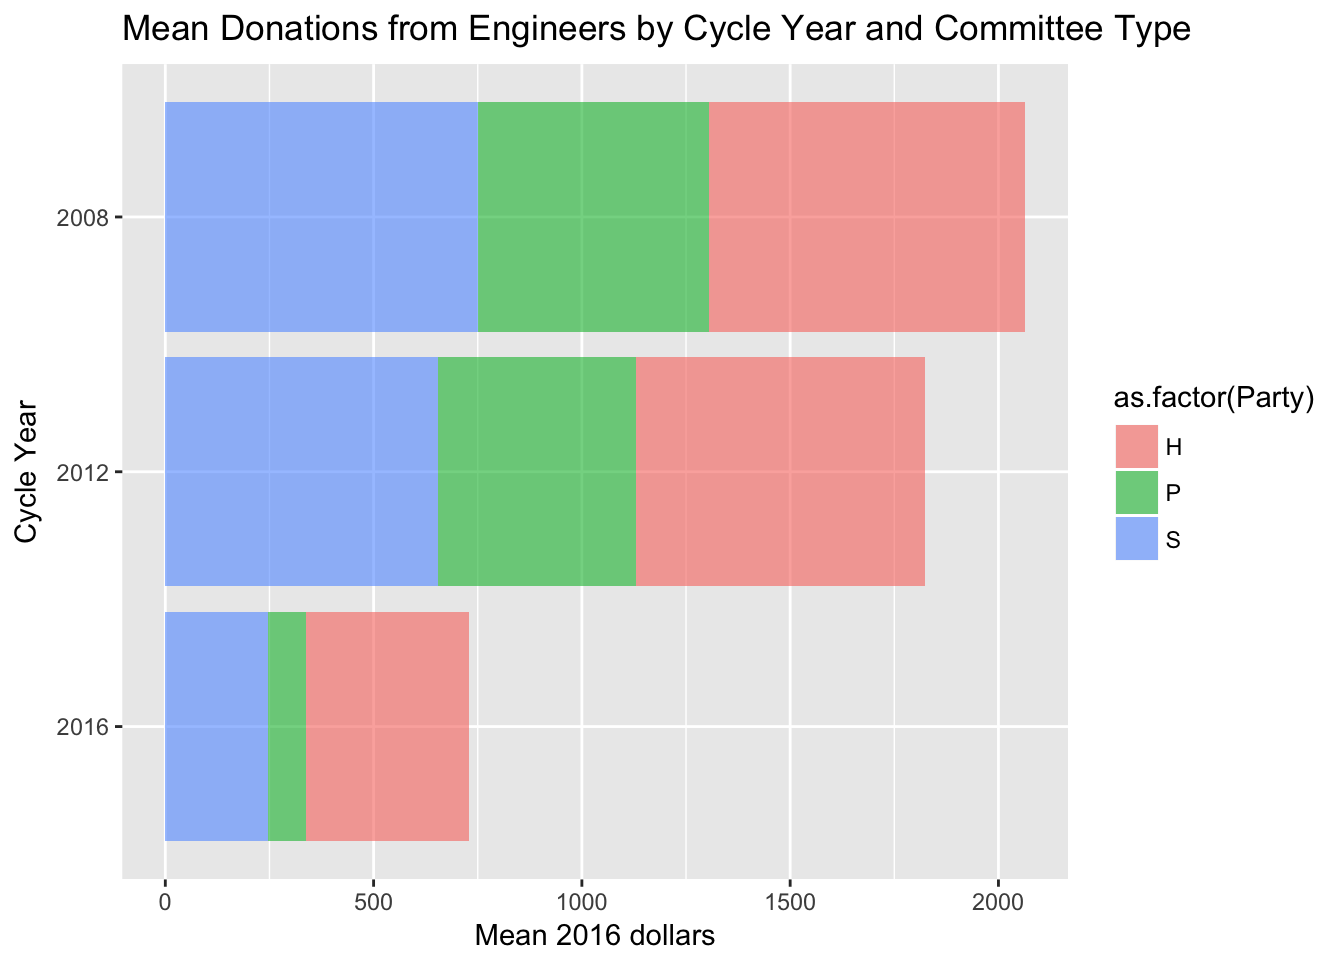 Mean Donations from Engineers by Cycle Year and Committee Type
Cycle Year
2008
2012
2016
0 500 1000 1500 2000
Mean 2016 dollars
as.factor(Party)
H
P
S